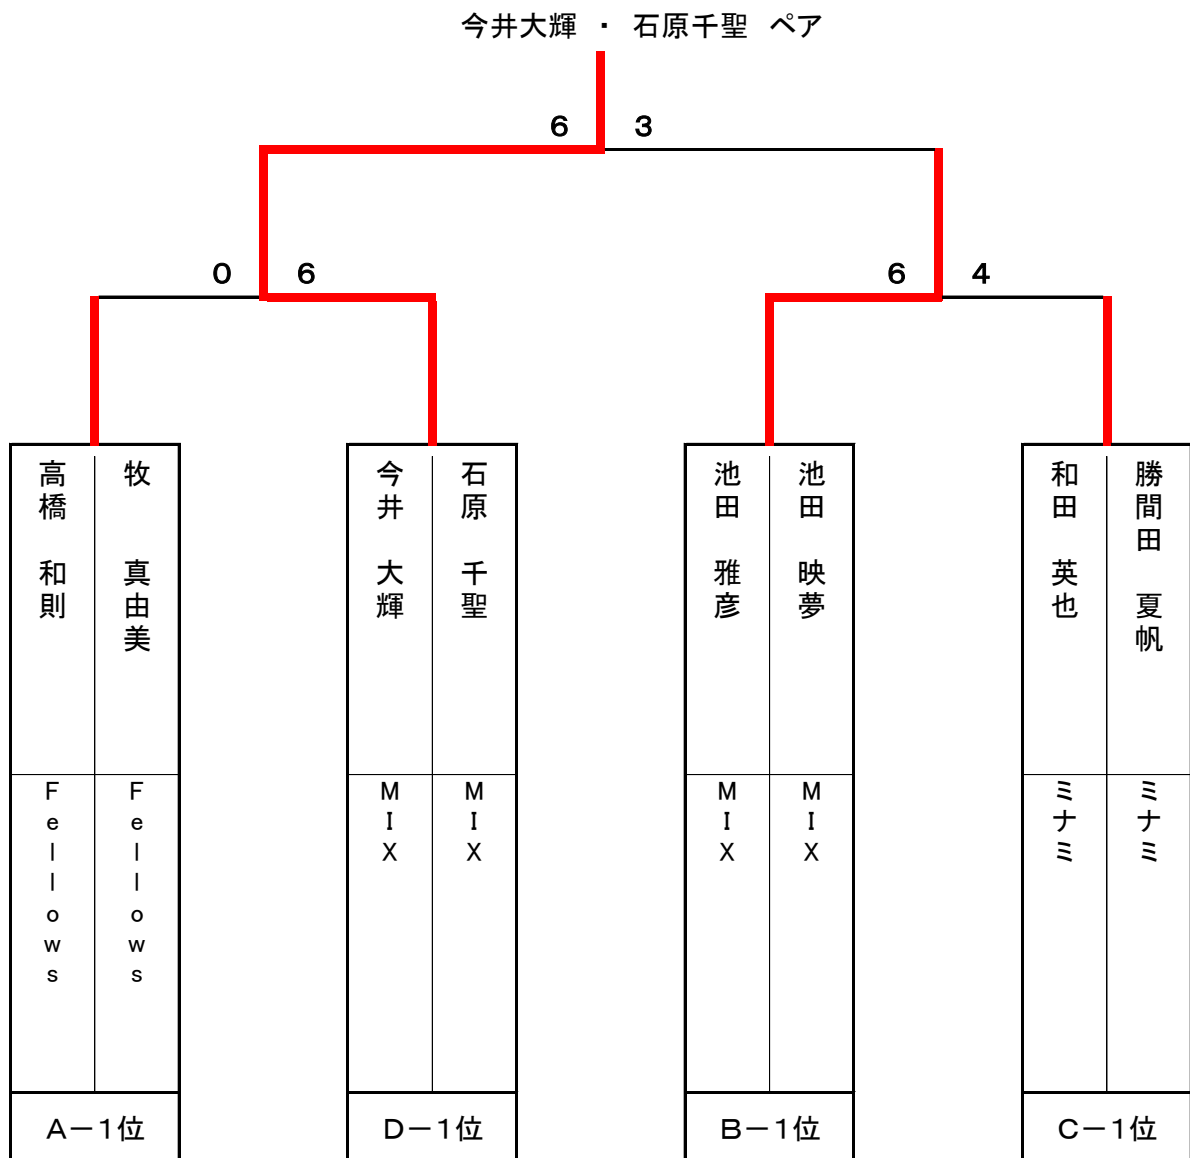 今井大輝 ・ 石原千聖 ペア
6 3
0 6
6 4
高橋 和則
牧 真由美
今井 大輝
石原 千聖
池田 雅彦
池田 映夢
和田 英也
勝間田 夏帆
Fellows
Fellows
MIX
MIX
MIX
MIX
ミナミ
ミナミ
A－1位
D－1位
B－1位
C－1位